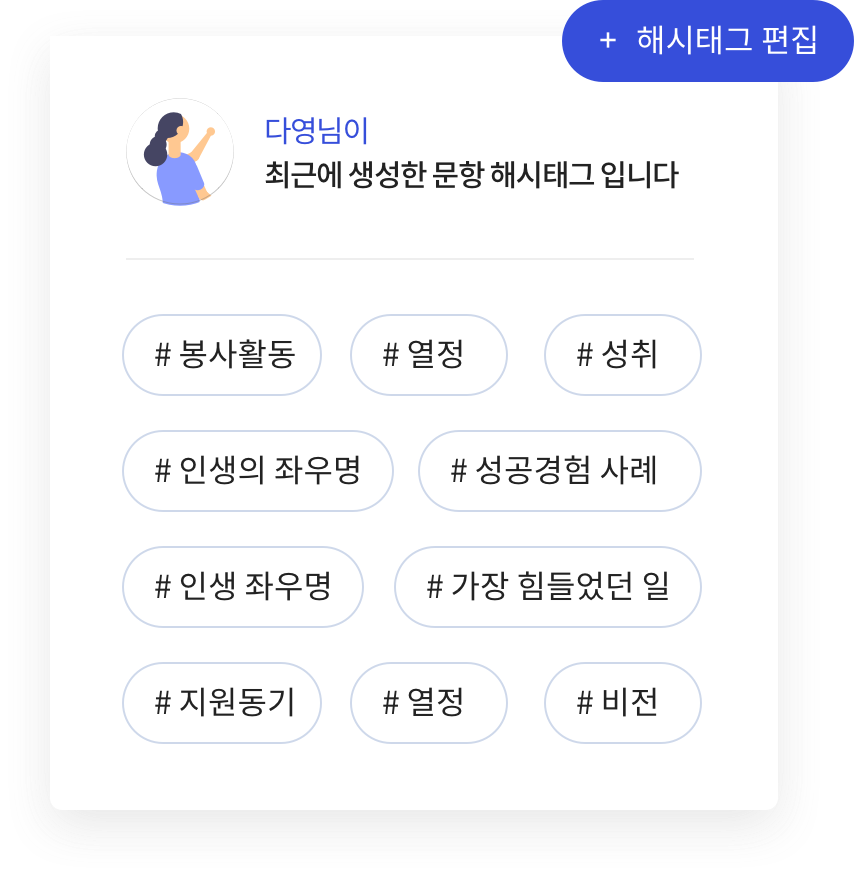 + 해시태그 편집
다영님이
최근에 생성한 문항 해시태그 입니다
# 봉사활동 # 열정 # 성취
# 인생의 좌우명 # 성공경험 사례
# 인생 좌우명 # 가장 힘들었던 일
# 지원동기 # 열정 # 비전